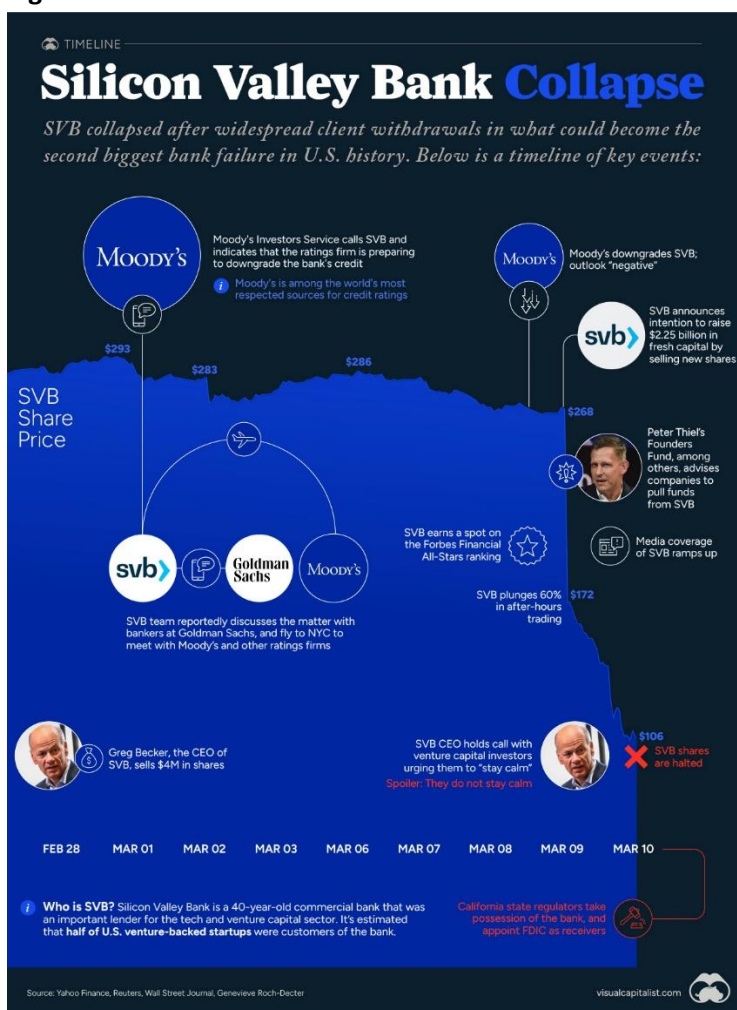 TIMELINE
Silicon Valley Bank Collapse
SVB collapsed after widespread client withdrawals in what could become the
second biggest bank failure in U.S. history. Below is a timeline of key events:
MOODY'S
Moody's Investors Service calls SVB and
indicates that the ratings firm is preparing
to downgrade the bank's credit
i Moody's is among the world's most
respected sources for credit ratings
MOODY'S
Moody's downgrades SVB;
outlook "negative"
svb>
SVB announces
intention to raise
$2.25 billion in
fresh capital by
selling new shares
$293
$283
$286
$268
SVB
Share
Price
Peter Thiel's
Founders
Fund, among
others, advises
companies to
pull funds
from SVB
SVB earns a spot on
the Forbes Financial
All-Stars ranking
Media coverage
of SVB ramps up
svb>
Goldman
Sachs
MOODY'S
SVB plunges 60%
in after-hours
trading
$172
SVB team reportedly discusses the matter with
bankers at Goldman Sachs, and fly to NYC to
meet with Moody's and other ratings firms
Greg Becker, the CEO of
SVB, sells $4M in shares
SVB CEO holds call with
venture capital investors
urging them to "stay calm"
Spoiler: They do not stay calm
$106
SVB shares
are halted
FEB 28 MAR 01 MAR 02 MAR 03 MAR 06 MAR 07 MAR 08 MAR 09 MAR 10
i Who is SVB? Silicon Valley Bank is a 40-year-old commercial bank that was
an important lender for the tech and venture capital sector. It's estimated
that half of U.S. venture-backed startups were customers of the bank.
California state regulators take
possession of the bank, and
appoint FDIC as receivers
Source: Yahoo Finance, Reuters, Wall Street Journal, Genevieve Roch-Decter
visualcapitalist.com